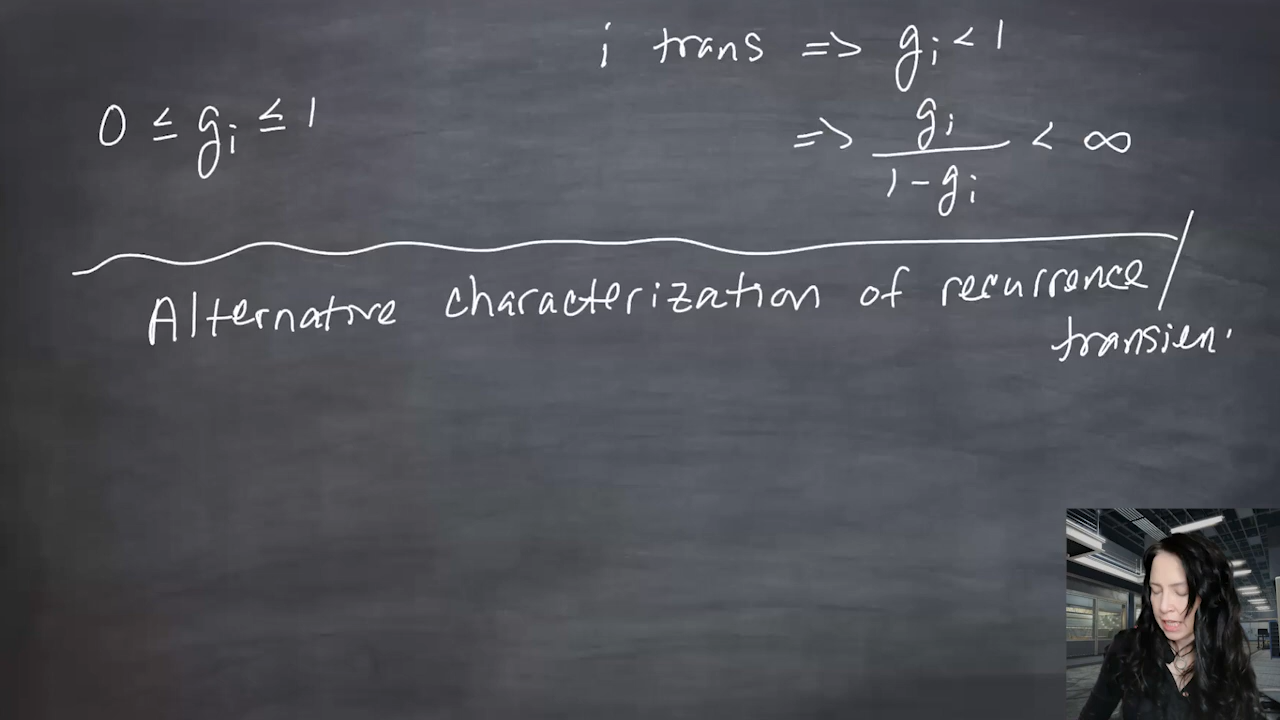 i trans => gi < 1
0 ≤ gi ≤ 1
=> gi / 1 - gi < ∞
Alternative characterization of recurrence/
transien